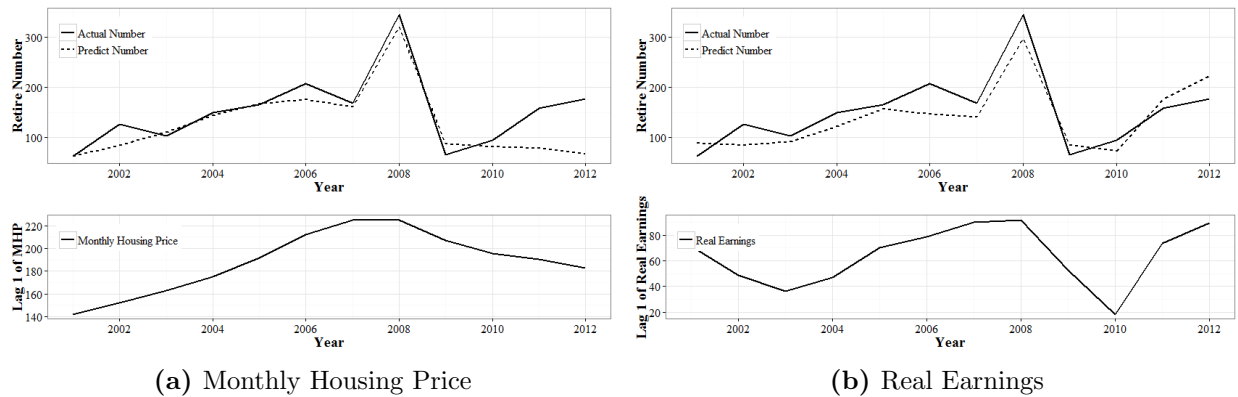 Retire Number
300
200
100
Actual Number
Predict Number
2002 2004 2006 2008 2010 2012
Year
Lag 1 of MHP
220
200
180
160
140
Monthly Housing Price
2002 2004 2006 2008 2010 2012
Year
(a) Monthly Housing Price
Retire Number
300
200
100
Actual Number
Predict Number
2002 2004 2006 2008 2010 2012
Year
Lag 1 of Real Earnings
80
60
40
20
Real Earnings
2002 2004 2006 2008 2010 2012
Year
(b) Real Earnings